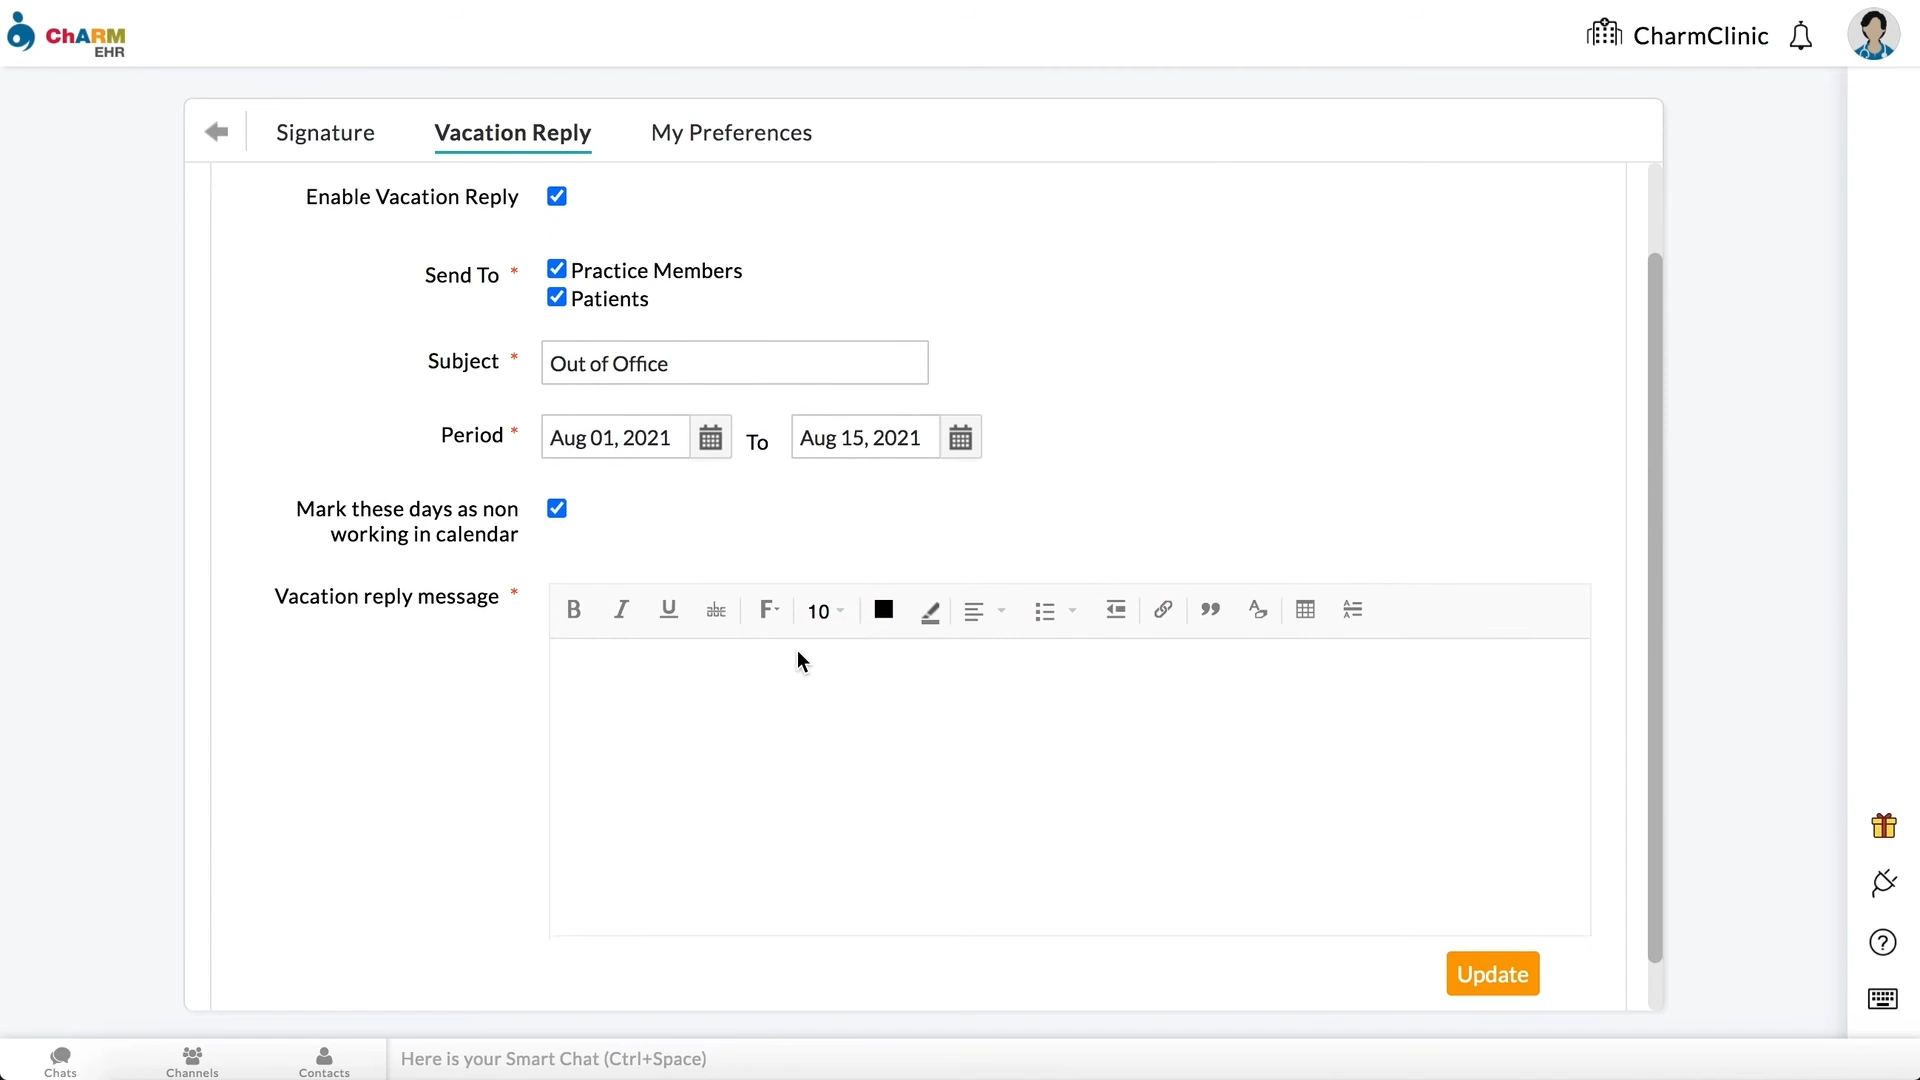 ChARM
EHR
CharmClinic
Signature
Vacation Reply
My Preferences
Enable Vacation Reply
Send To *
Practice Members
Patients
Subject *
Out of Office
Period *
Aug 01, 2021
To
Aug 15, 2021
Mark these days as non
working in calendar
Vacation reply message *
B I U abc F 10
Update
Chats
Channels
Contacts
Here is your Smart Chat (Ctrl+Space)